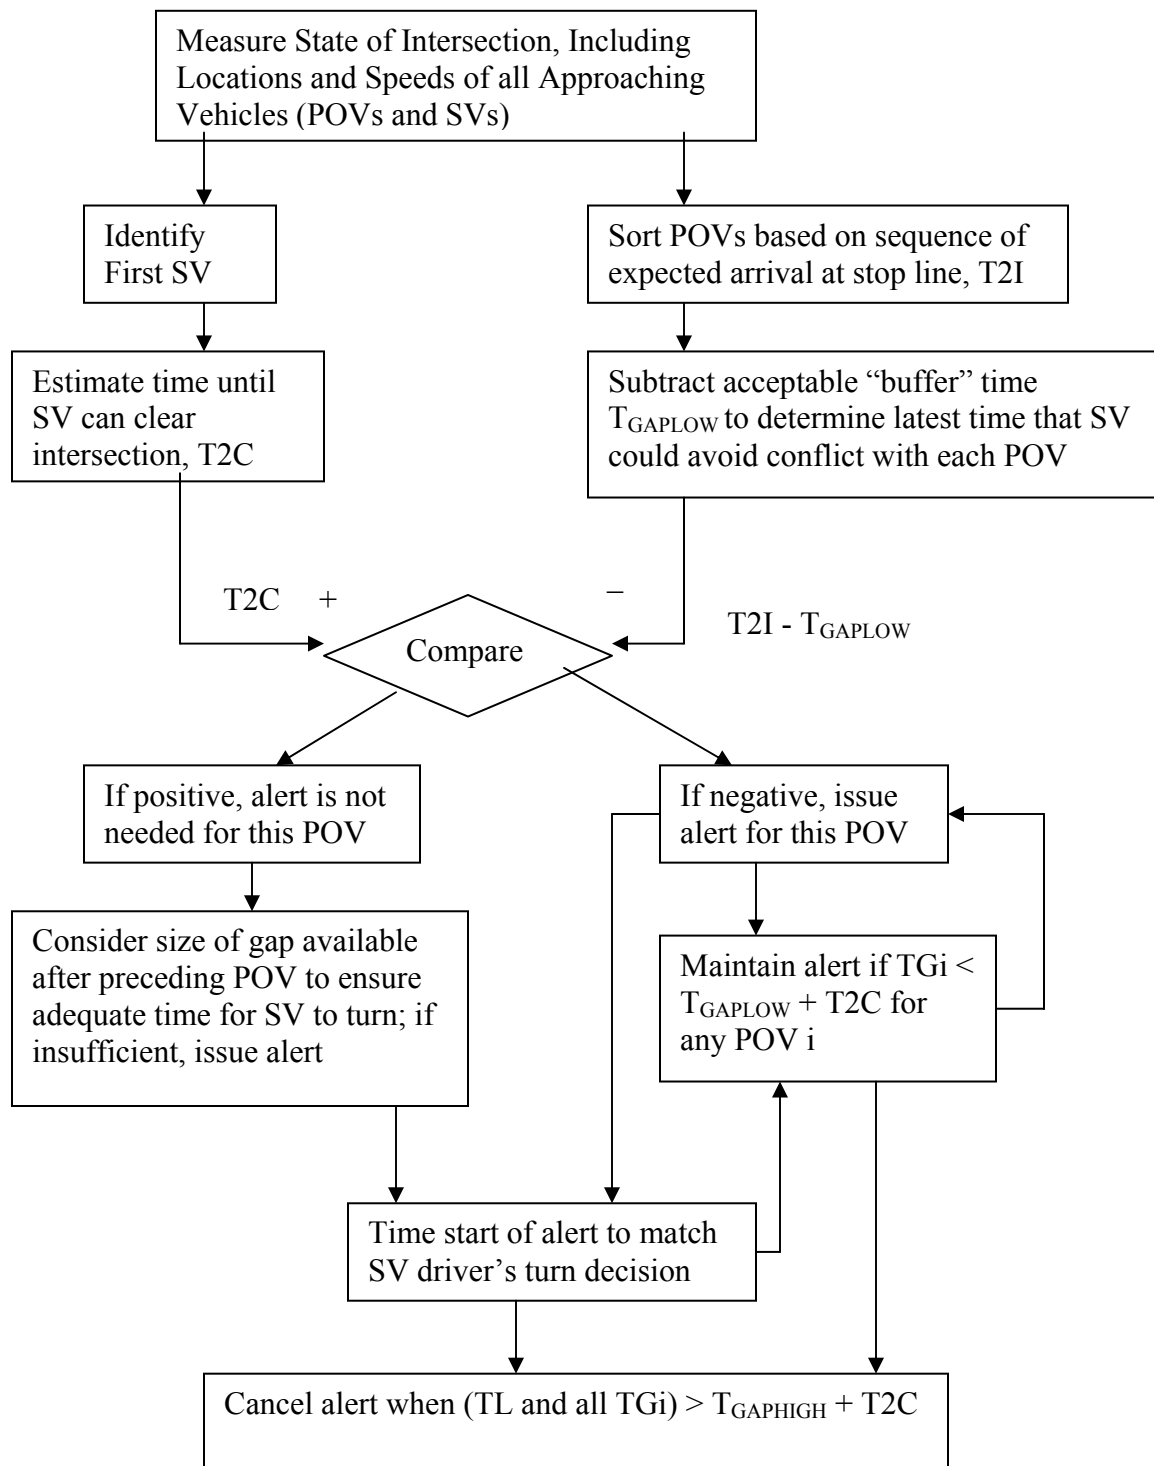 Measure State of Intersection, Including
Locations and Speeds of all Approaching
Vehicles (POVs and SVs)
Identify
First SV
Sort POVs based on sequence of
expected arrival at stop line, T2I
Estimate time until
SV can clear
intersection, T2C
Subtract acceptable “buffer” time
TGAPLOW to determine latest time that SV
could avoid conflict with each POV
T2C +
−
T2I - TGAPLOW
Compare
If positive, alert is not
needed for this POV
If negative, issue
alert for this POV
Consider size of gap available
after preceding POV to ensure
adequate time for SV to turn; if
insufficient, issue alert
Maintain alert if TGi <
TGAPLOW + T2C for
any POV i
Time start of alert to match
SV driver’s turn decision
Cancel alert when (TL and all TGi) > TGAPHIGH + T2C